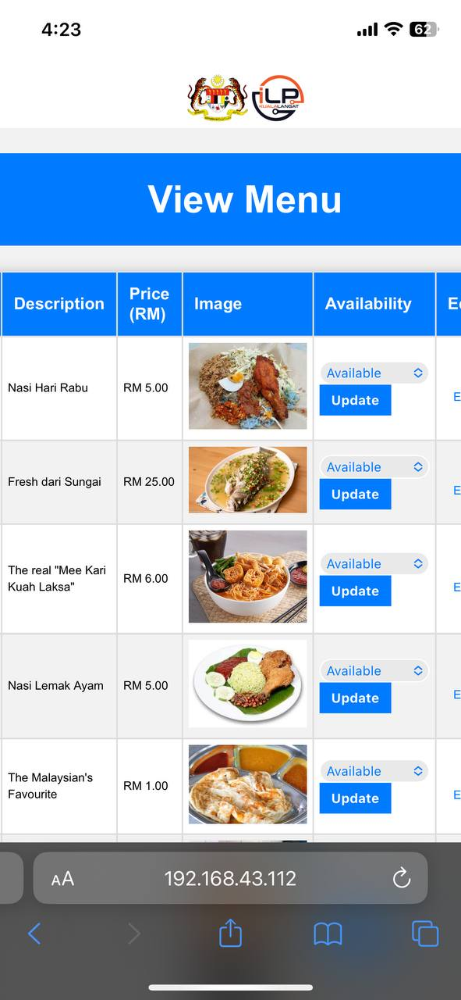 4:23
62
iLP
KUALALANGAT
View Menu
Description
Price
(RM)
Image
Availability
Nasi Hari Rabu
RM 5.00
Available
Update
E
Fresh dari Sungai
RM 25.00
Available
Update
E
The real "Mee Kari
Kuah Laksa"
RM 6.00
Available
Update
E
Nasi Lemak Ayam
RM 5.00
Available
Update
E
The Malaysian's
Favourite
RM 1.00
Available
Update
E
AA
192.168.43.112